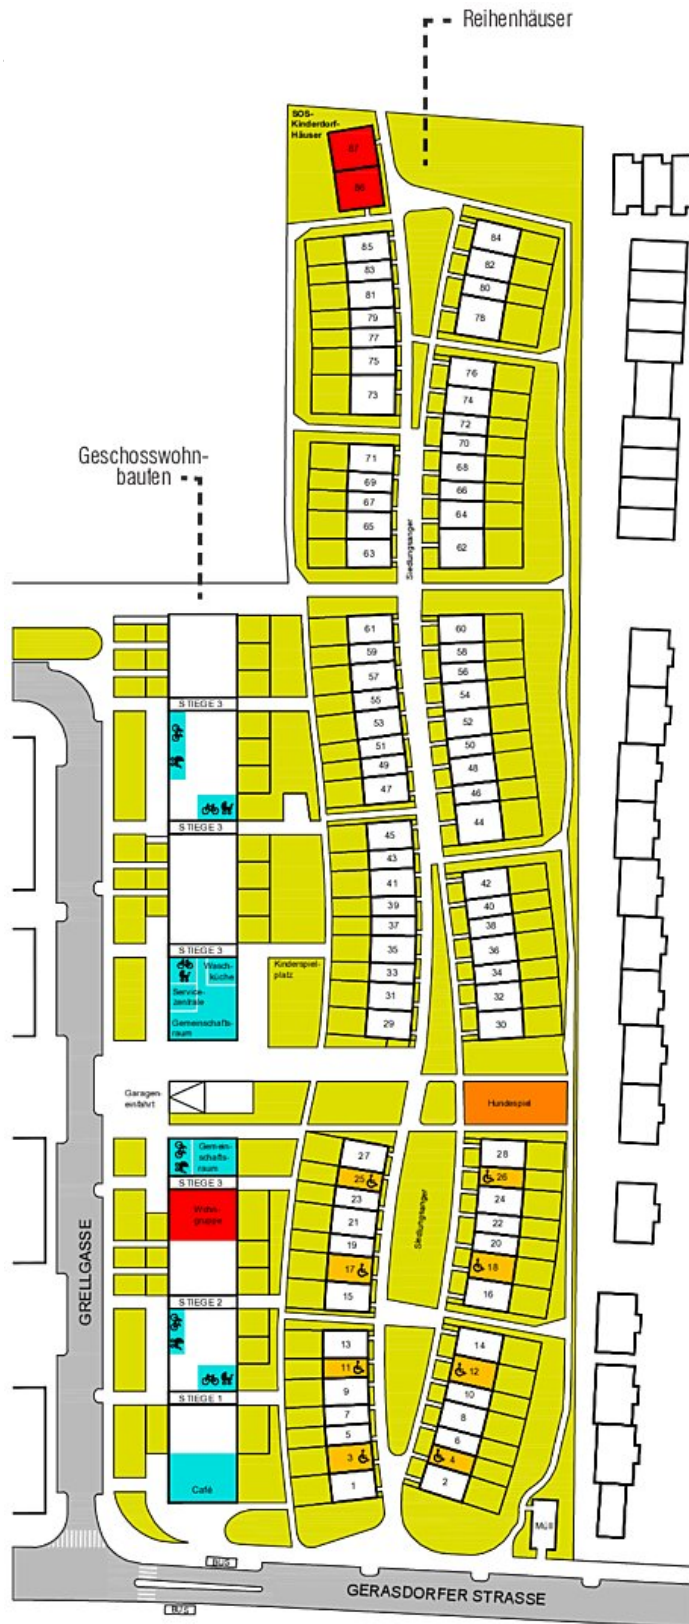 Reihenhäuser
SOS-
Kinderdorf-
Häuser
87
86
85
83
81
79
77
75
73
84
82
80
78
76
74
72
70
68
66
64
62
71
69
67
65
63
Geschosswohn-
bauten
Siedlungsanger
61
59
57
55
53
51
49
47
60
58
56
54
52
50
48
46
44
STIEGE 3
STIEGE 3
STIEGE 3
45
43
41
39
37
35
33
31
29
42
40
38
36
34
32
30
Wasch-
küche
Service-
zentrale
Gemeinschafts-
raum
Kinderspiel-
platz
Garagen-
einfahrt
Hundespiel
Gemein-
schafts-
raum
STIEGE 3
Wohn-
gruppe
STIEGE 2
STIEGE 1
Café
27
25
23
21
19
17
15
28
26
24
22
20
18
16
Siedlungsanger
13
11
9
7
5
3
1
14
12
10
8
6
4
2
Müll
GRELLGASSE
BUS
BUS
GERASDORFER STRASSE